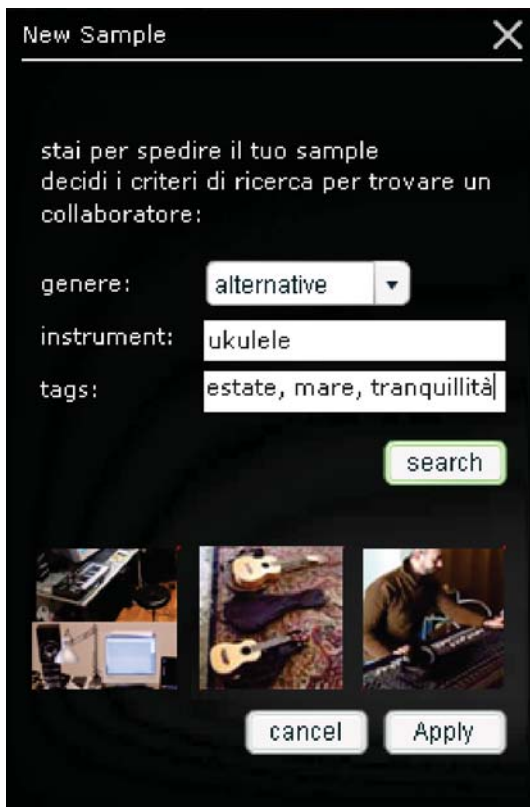 New Sample
stai per spedire il tuo sample
decidi i criteri di ricerca per trovare un
collaboratore:
genere: alternative
instrument: ukulele
tags: estate, mare, tranquillità
search
cancel Apply